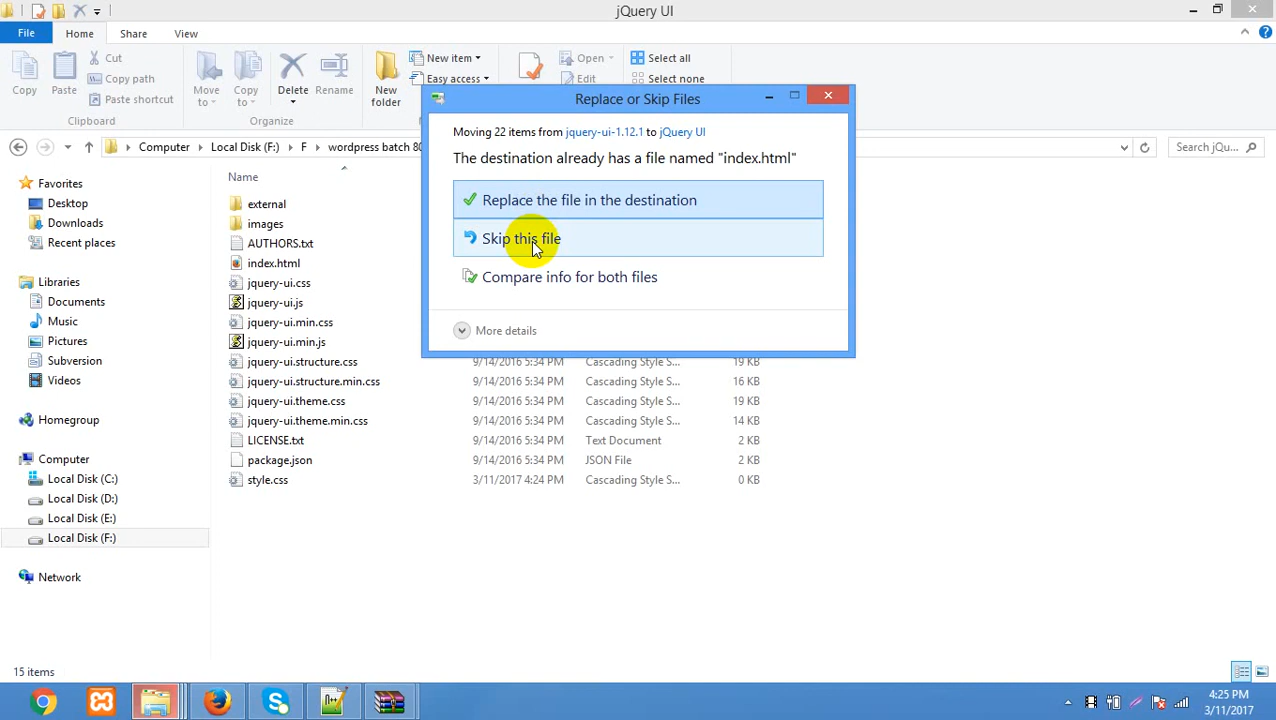 jQuery UI
File
Home
Share
View
Copy
Paste
Cut
Copy path
Paste shortcut
Clipboard
Move to
Copy to
Delete
Rename
Organize
New folder
New item
Easy access
Open
Edit
Select all
Select none
Computer
Local Disk (F:)
F
wordpress batch 80
Search jQu...
Replace or Skip Files
Moving 22 items from jquery-ui-1.12.1 to jQuery UI
The destination already has a file named "index.html"
Replace the file in the destination
Skip this file
Compare info for both files
More details
Favorites
Desktop
Downloads
Recent places
Libraries
Documents
Music
Pictures
Subversion
Videos
Homegroup
Computer
Local Disk (C:)
Local Disk (D:)
Local Disk (E:)
Local Disk (F:)
Network
Name
external
images
AUTHORS.txt
index.html
jquery-ui.css
jquery-ui.js
jquery-ui.min.css
jquery-ui.min.js
jquery-ui.structure.css 9/14/2016 5:34 PM Cascading Style S... 19 KB
jquery-ui.structure.min.css 9/14/2016 5:34 PM Cascading Style S... 16 KB
jquery-ui.theme.css 9/14/2016 5:34 PM Cascading Style S... 19 KB
jquery-ui.theme.min.css 9/14/2016 5:34 PM Cascading Style S... 14 KB
LICENSE.txt 9/14/2016 5:34 PM Text Document 2 KB
package.json 9/14/2016 5:34 PM JSON File 2 KB
style.css 3/11/2017 4:24 PM Cascading Style S... 0 KB
15 items
4:25 PM
3/11/2017